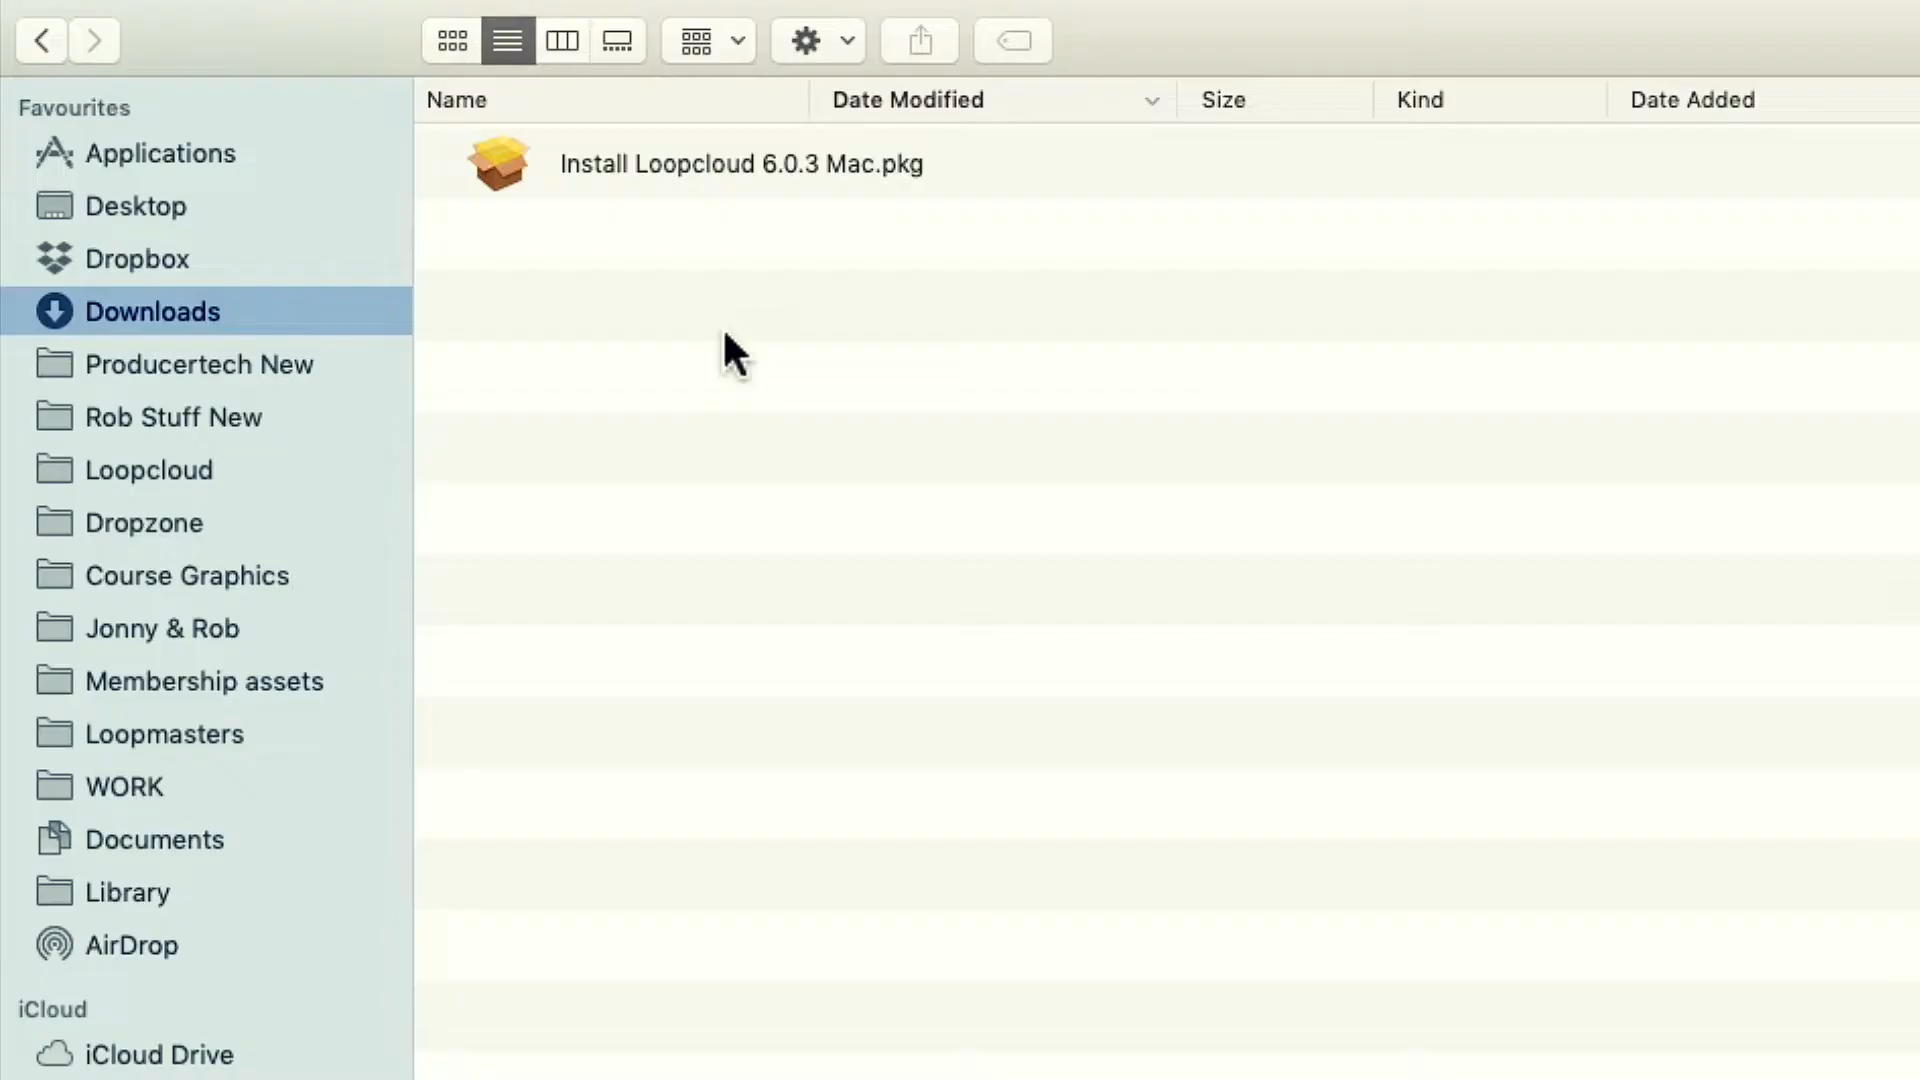 Favourites
Applications
Desktop
Dropbox
Downloads
Producertech New
Rob Stuff New
Loopcloud
Dropzone
Course Graphics
Jonny & Rob
Membership assets
Loopmasters
WORK
Documents
Library
AirDrop
iCloud
iCloud Drive
Name Date Modified Size Kind Date Added
Install Loopcloud 6.0.3 Mac.pkg